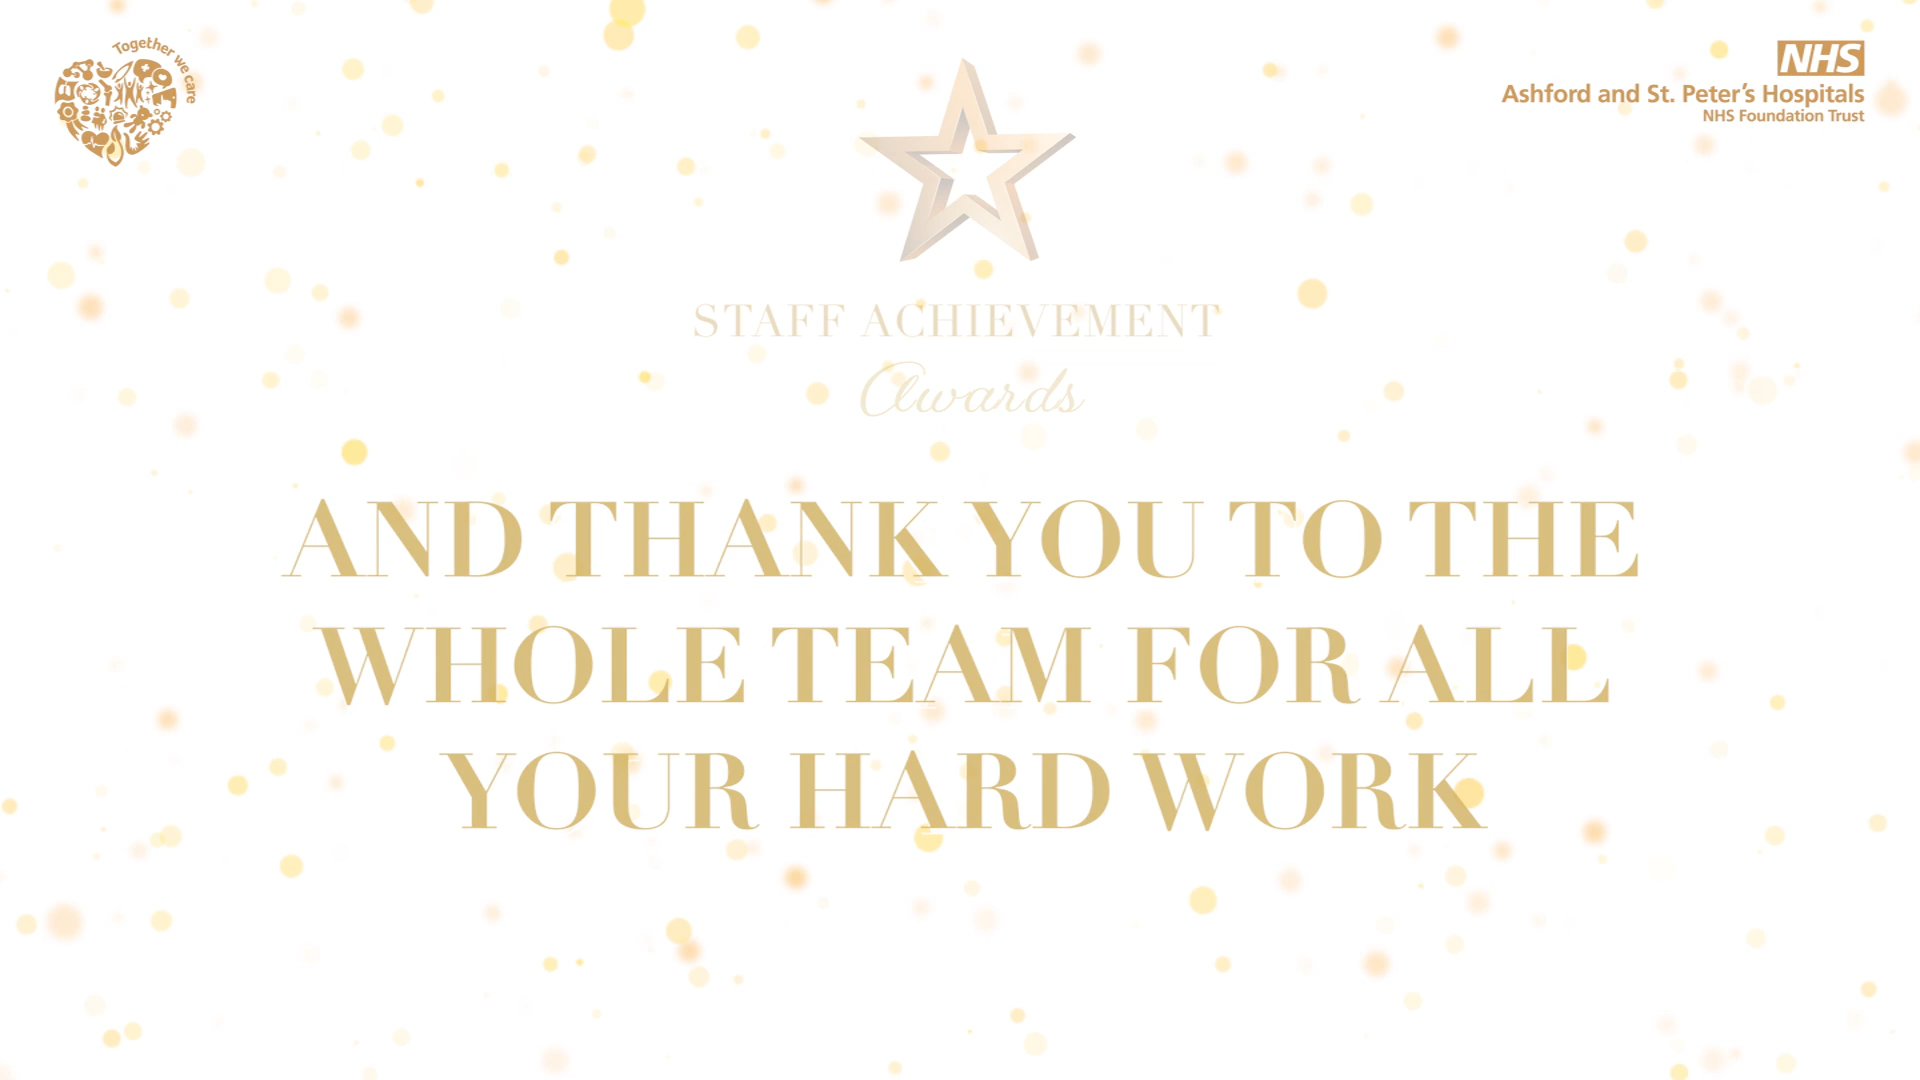 Together we care
NHS
Ashford and St. Peter's Hospitals
NHS Foundation Trust
STAFF ACHIEVEMENT
Awards
AND THANK YOU TO THE
WHOLE TEAM FOR ALL
YOUR HARD WORK